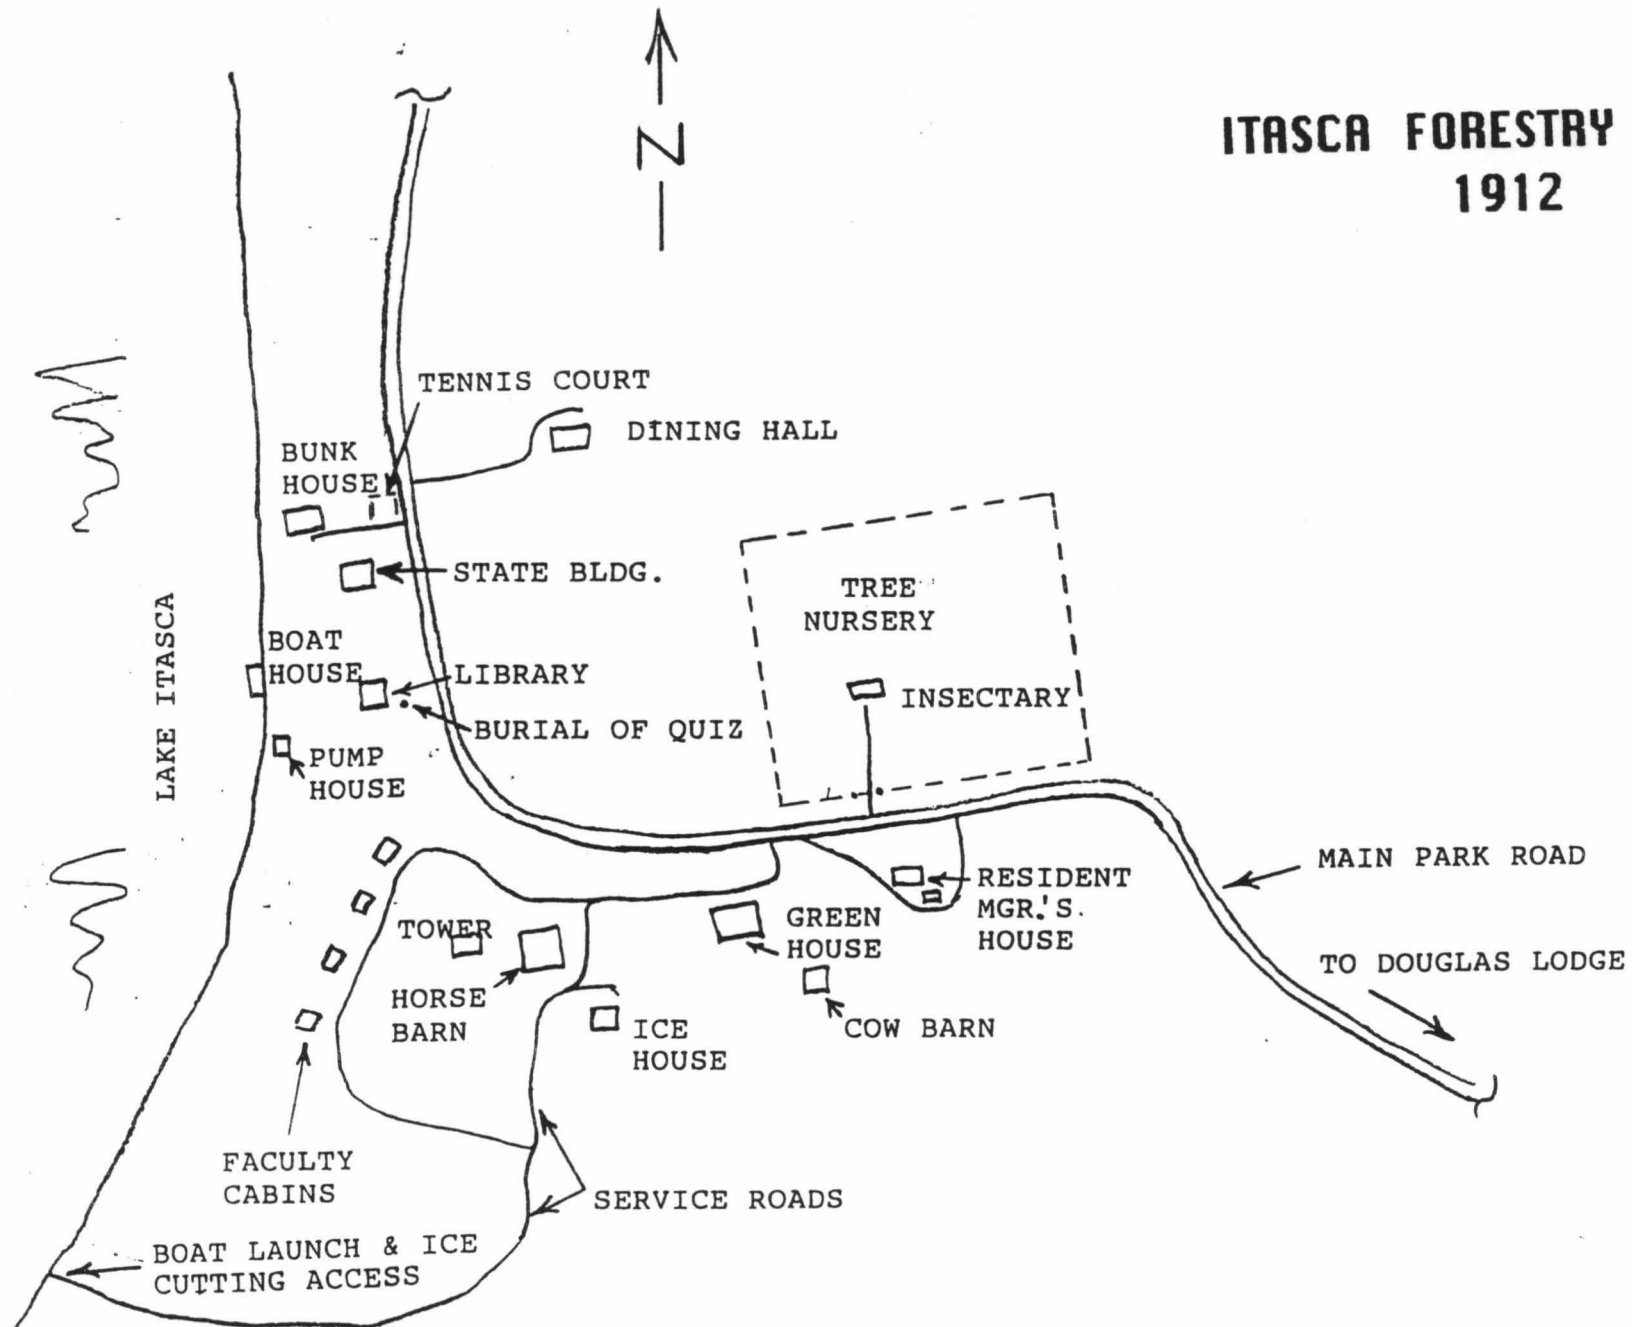 N
ITASCA FORESTRY
1912
TENNIS COURT
DINING HALL
BUNK
HOUSE
STATE BLDG.
TREE
NURSERY
LAKE ITASCA
BOAT
HOUSE
LIBRARY
INSECTARY
BURIAL OF QUIZ
PUMP
HOUSE
MAIN PARK ROAD
RESIDENT
MGR.'S.
HOUSE
GREEN
HOUSE
TOWER
TO DOUGLAS LODGE
HORSE
BARN
ICE
HOUSE
COW BARN
FACULTY
CABINS
SERVICE ROADS
BOAT LAUNCH & ICE
CUTTING ACCESS